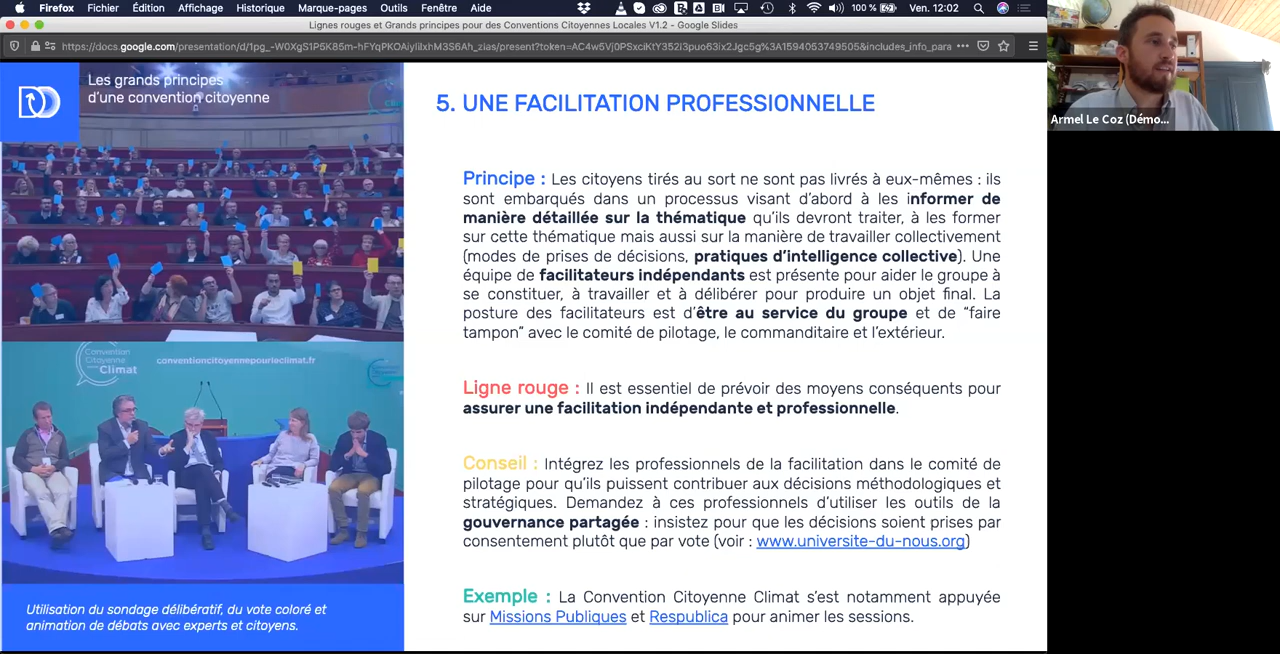 Firefox Fichier Édition Affichage Historique Marque-pages Outils Fenêtre Aide 100 % Ven. 12:02
Lignes rouges et Grands principes pour des Conventions Citoyennes Locales V1.2 - Google Slides
Les grands principes
d'une convention citoyenne
5. UNE FACILITATION PROFESSIONNELLE
Armel Le Coz (Démo...
Principe : Les citoyens tirés au sort ne sont pas livrés à eux-mêmes : ils
sont embarqués dans un processus visant d'abord à les informer de
manière détaillée sur la thématique qu'ils devront traiter, à les former
sur cette thématique mais aussi sur la manière de travailler collectivement
(modes de prises de décisions, pratiques d'intelligence collective). Une
équipe de facilitateurs indépendants est présente pour aider le groupe à
se constituer, à travailler et à délibérer pour produire un objet final. La
posture des facilitateurs est d'être au service du groupe et de "faire
tampon" avec le comité de pilotage, le commanditaire et l'extérieur.
Ligne rouge : Il est essentiel de prévoir des moyens conséquents pour
assurer une facilitation indépendante et professionnelle.
Conseil : Intégrez les professionnels de la facilitation dans le comité de
pilotage pour qu'ils puissent contribuer aux décisions méthodologiques et
stratégiques. Demandez à ces professionnels d'utiliser les outils de la
gouvernance partagée : insistez pour que les décisions soient prises par
consentement plutôt que par vote (voir : www.universite-du-nous.org)
Exemple : La Convention Citoyenne Climat s'est notamment appuyée
sur Missions Publiques et Respublica pour animer les sessions.
Convention
Citoyenne
Climat
conventioncitoyennepourleclimat.fr
Utilisation du sondage délibératif, du vote coloré et
animation de débats avec experts et citoyens.